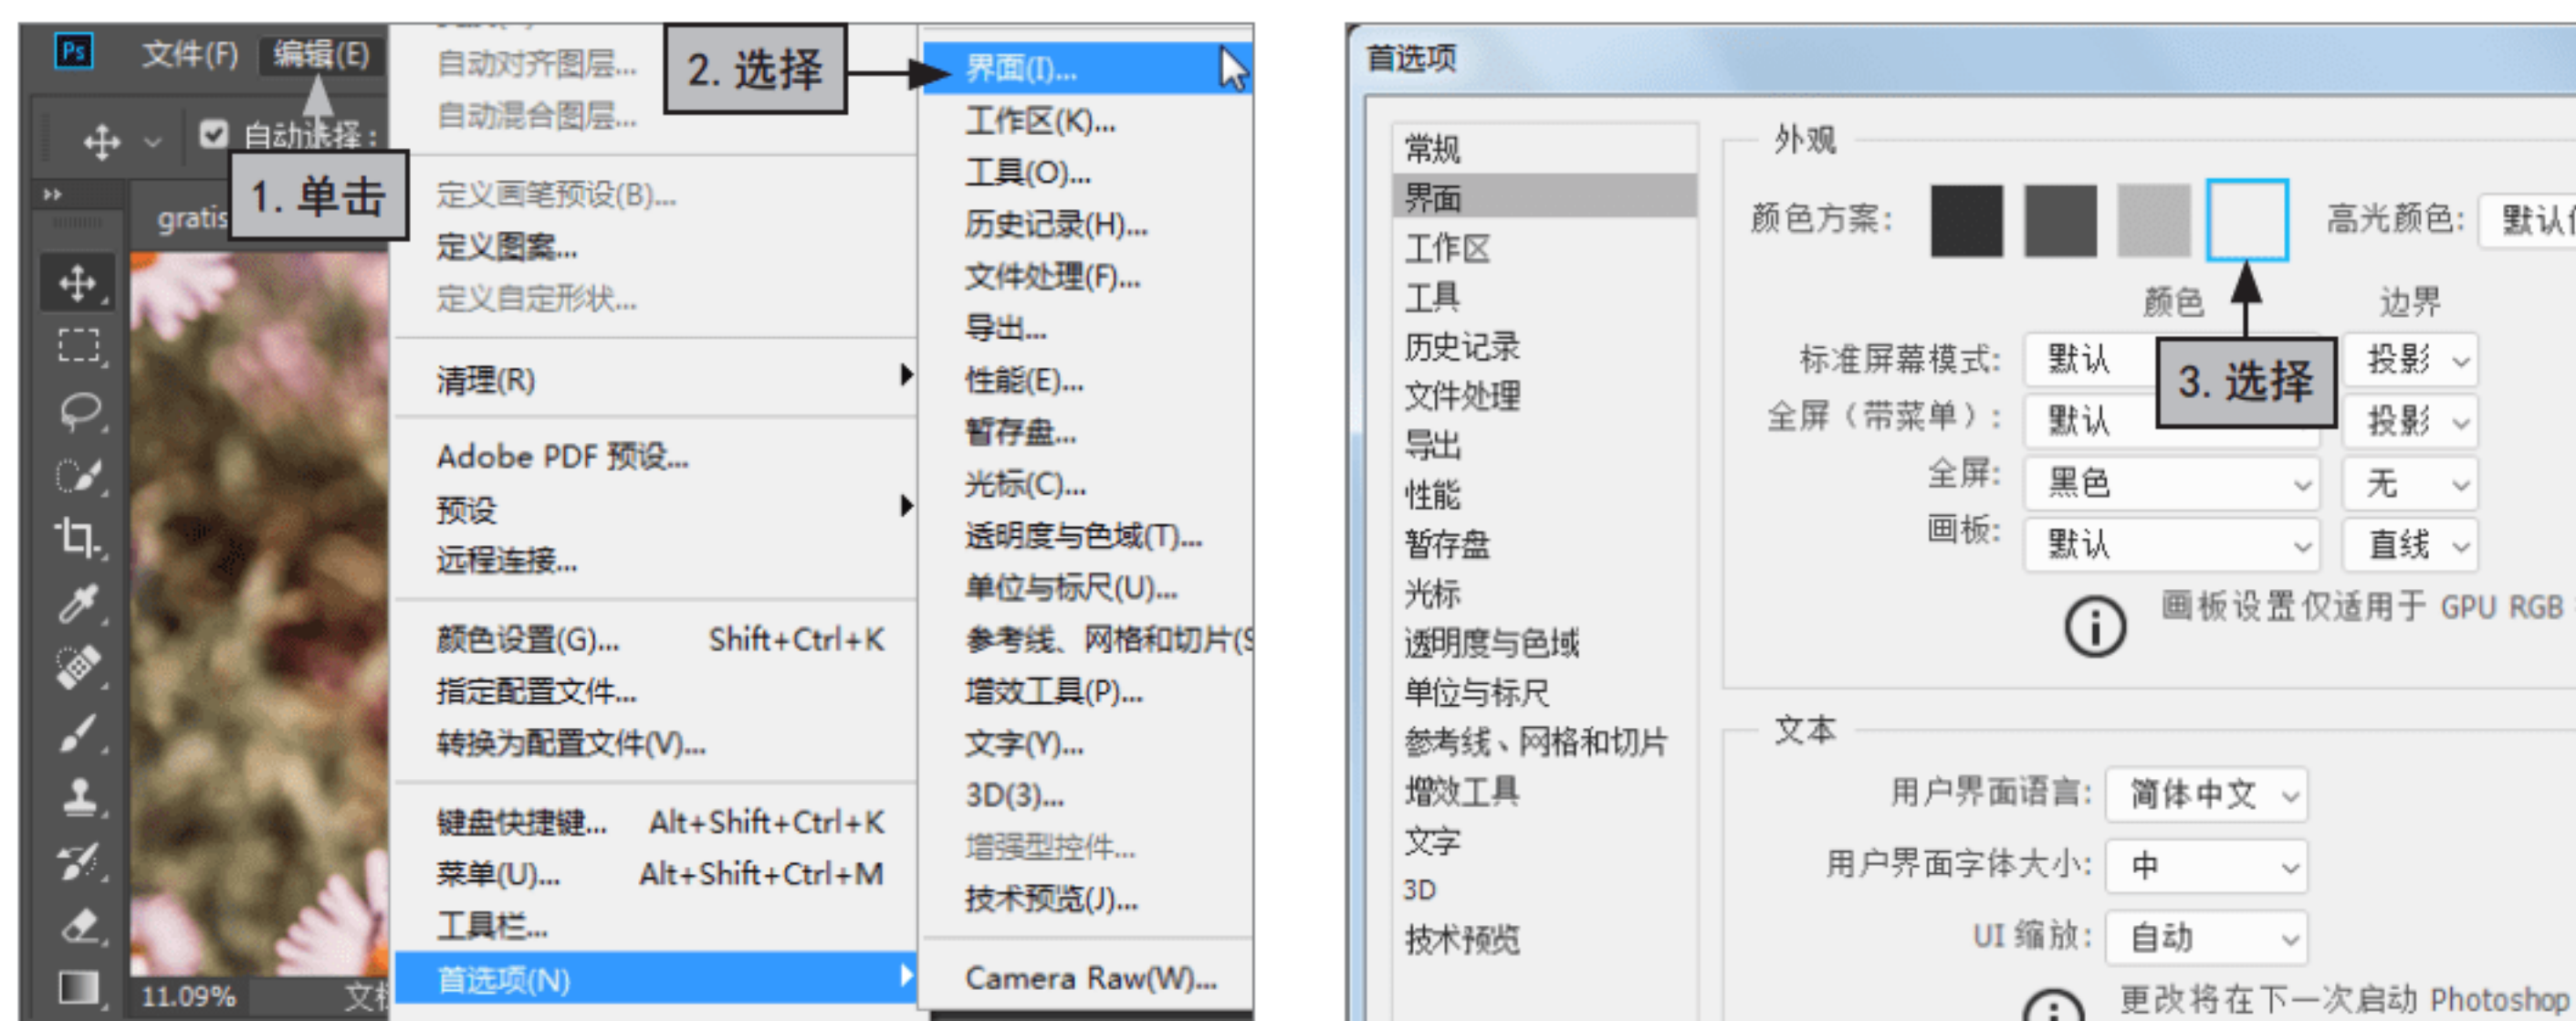 Ps 文件(F) 编辑(E)
自动选择：
1. 单击
gratis
11.09%
自动对齐图层...
自动混合图层...
定义画笔预设(B)...
定义图案...
定义自定形状...
清理(R)
Adobe PDF 预设...
预设
远程连接...
颜色设置(G)... Shift+Ctrl+K
指定配置文件...
转换为配置文件(V)...
键盘快捷键... Alt+Shift+Ctrl+K
菜单(U)... Alt+Shift+Ctrl+M
工具栏...
首选项(N)
2. 选择
界面(I)...
工作区(K)...
工具(O)...
历史记录(H)...
文件处理(F)...
导出...
性能(E)...
暂存盘...
光标(C)...
透明度与色域(T)...
单位与标尺(U)...
参考线、网格和切片(S
增效工具(P)...
文字(Y)...
3D(3)...
增强型控件...
技术预览(J)...
Camera Raw(W)...
首选项
常规
界面
工作区
工具
历史记录
文件处理
导出
性能
暂存盘
光标
透明度与色域
单位与标尺
参考线、网格和切片
增效工具
文字
3D
技术预览
外观
颜色方案: 高光颜色: 默认
颜色 边界
3. 选择
标准屏幕模式: 默认 投影
全屏（带菜单）: 默认 投影
全屏: 黑色 无
画板: 默认 直线
画板设置仅适用于 GPU RGB
文本
用户界面语言: 简体中文
用户界面字体大小: 中
UI 缩放: 自动
更改将在下一次启动 Photoshop